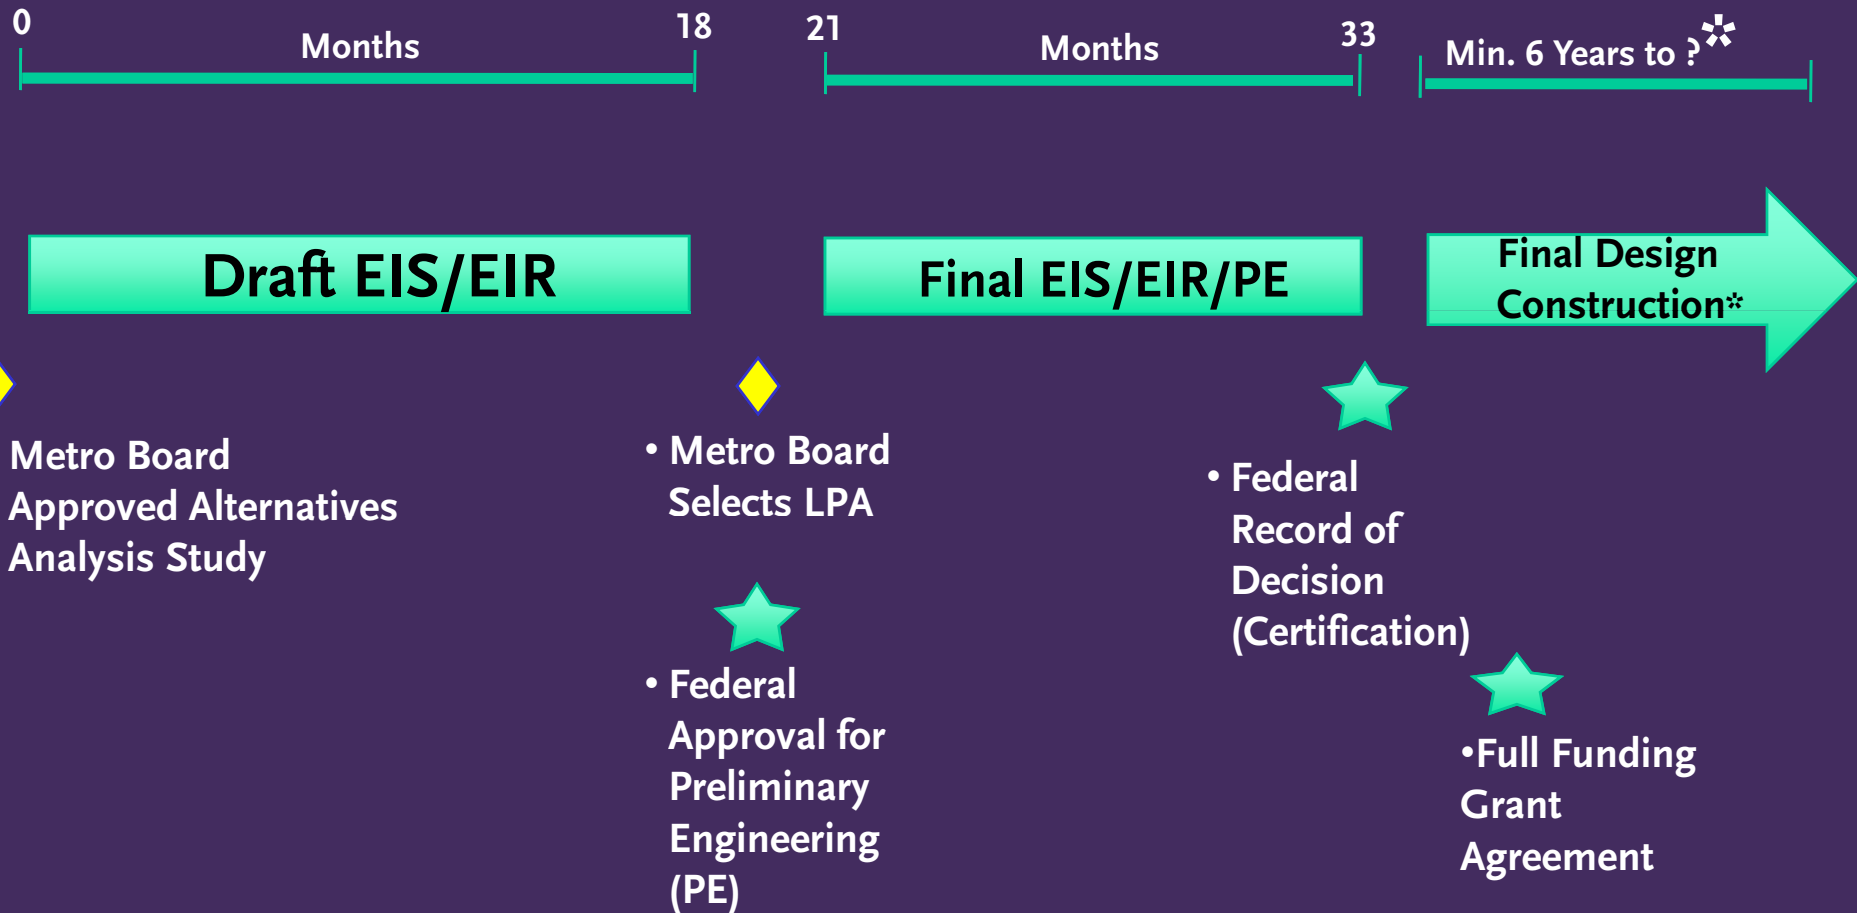 0
Months
18
21
Months
33
Min. 6 Years to ?*
Draft EIS/EIR
Final EIS/EIR/PE
Final Design
Construction*
Metro Board
Approved Alternatives
Analysis Study
• Metro Board
Selects LPA
• Federal
Approval for
Preliminary
Engineering
(PE)
• Federal
Record of
Decision
(Certification)
•Full Funding
Grant
Agreement